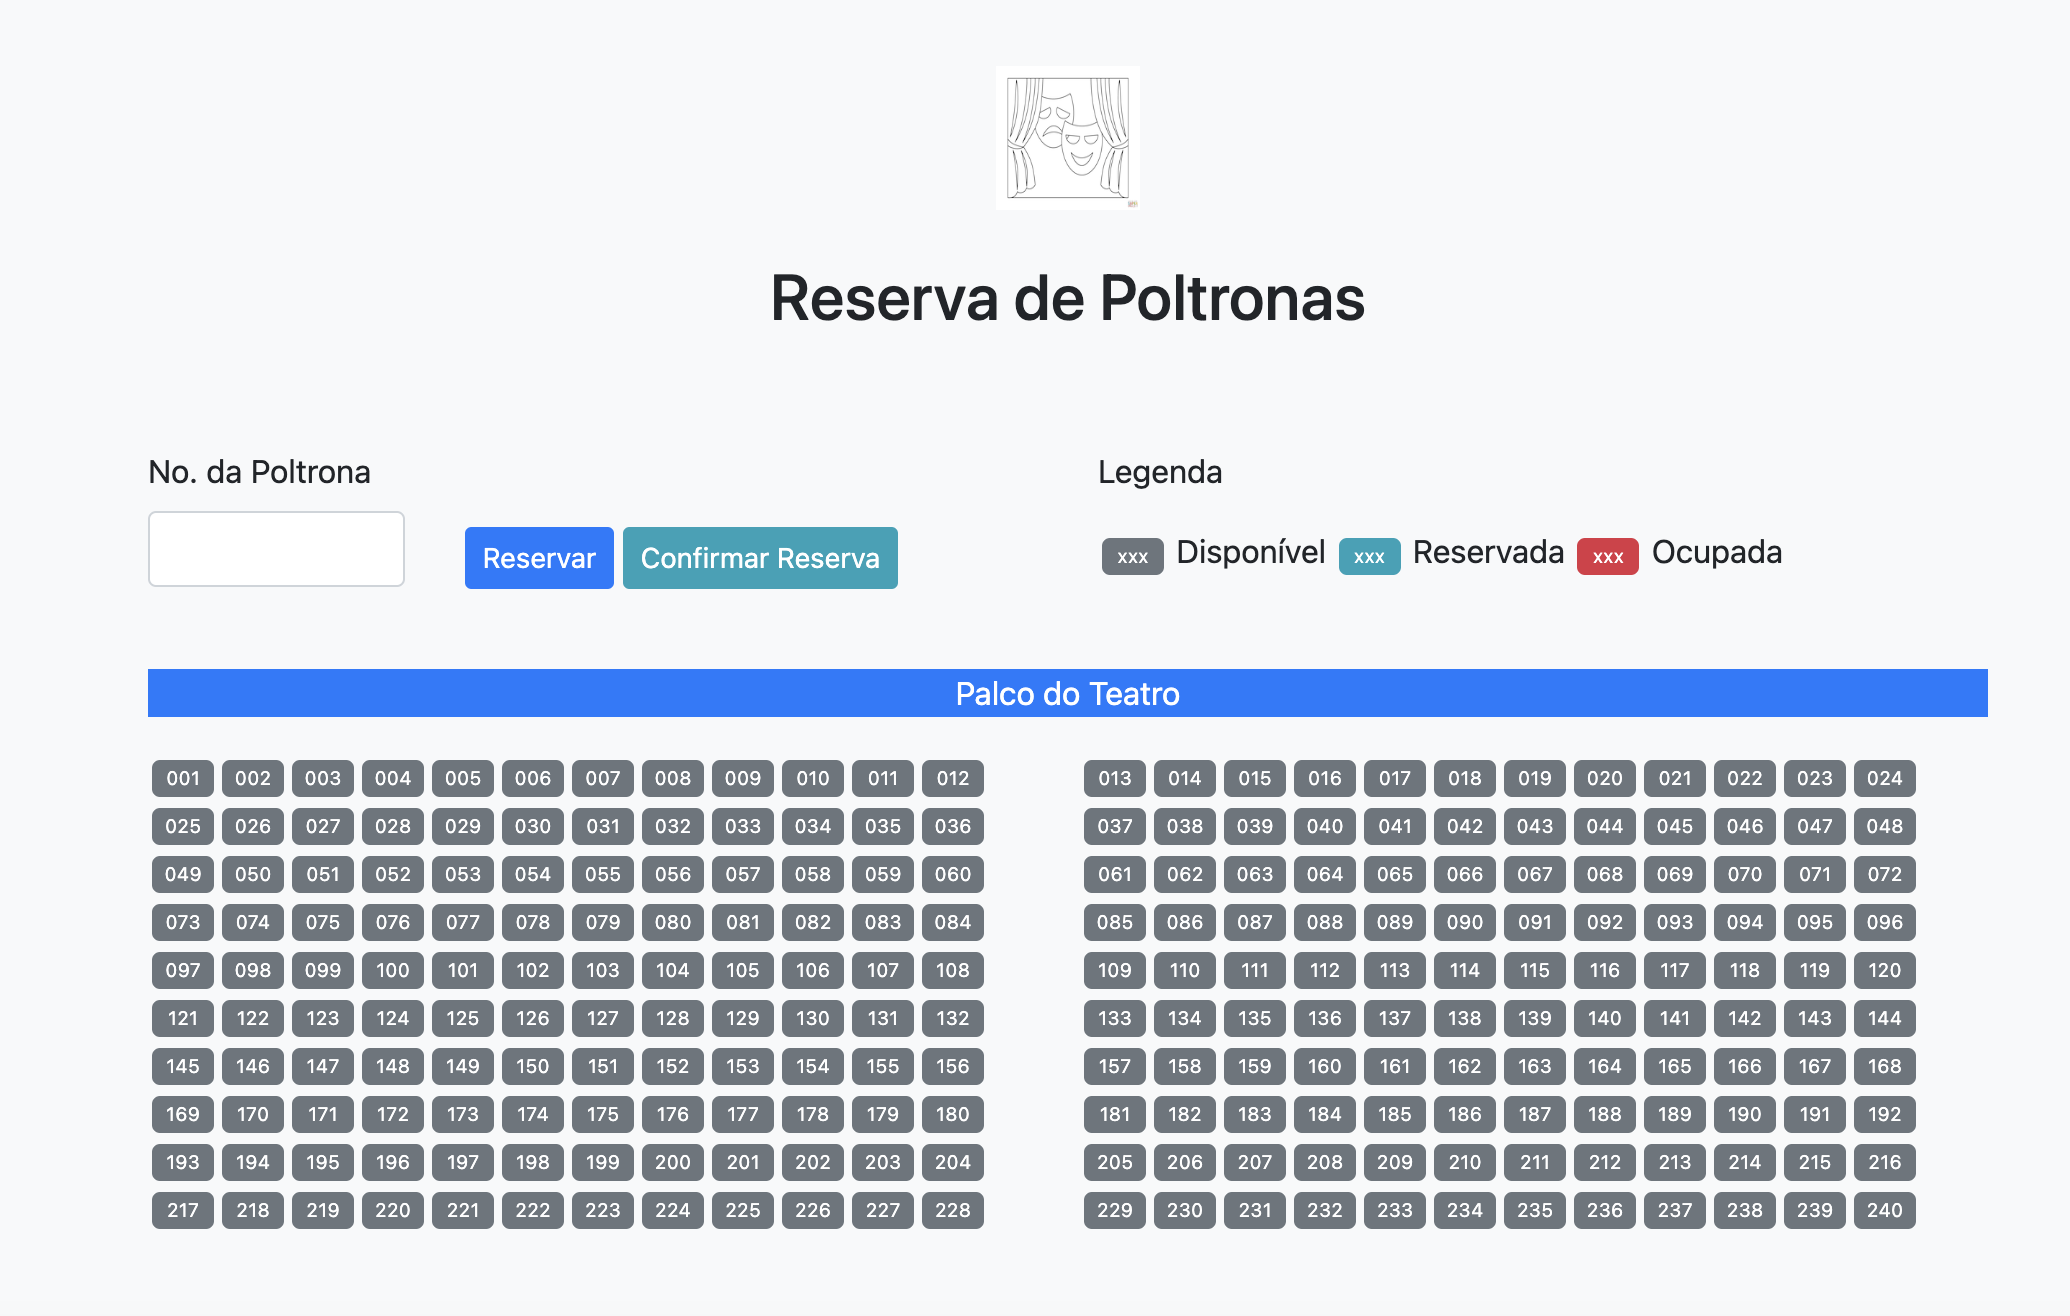 Reserva de Poltronas
No. da Poltrona
Legenda
Reservar Confirmar Reserva
xxx Disponível xxx Reservada xxx Ocupada
Palco do Teatro
001 002 003 004 005 006 007 008 009 010 011 012 013 014 015 016 017 018 019 020 021 022 023 024
025 026 027 028 029 030 031 032 033 034 035 036 037 038 039 040 041 042 043 044 045 046 047 048
049 050 051 052 053 054 055 056 057 058 059 060 061 062 063 064 065 066 067 068 069 070 071 072
073 074 075 076 077 078 079 080 081 082 083 084 085 086 087 088 089 090 091 092 093 094 095 096
097 098 099 100 101 102 103 104 105 106 107 108 109 110 111 112 113 114 115 116 117 118 119 120
121 122 123 124 125 126 127 128 129 130 131 132 133 134 135 136 137 138 139 140 141 142 143 144
145 146 147 148 149 150 151 152 153 154 155 156 157 158 159 160 161 162 163 164 165 166 167 168
169 170 171 172 173 174 175 176 177 178 179 180 181 182 183 184 185 186 187 188 189 190 191 192
193 194 195 196 197 198 199 200 201 202 203 204 205 206 207 208 209 210 211 212 213 214 215 216
217 218 219 220 221 222 223 224 225 226 227 228 229 230 231 232 233 234 235 236 237 238 239 240